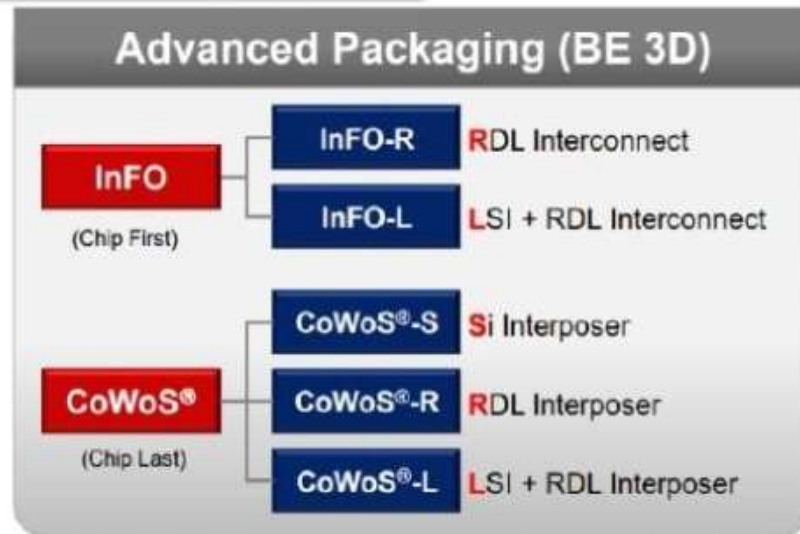 Advanced Packaging (BE 3D)
InFO
(Chip First)
InFO-R RDL Interconnect
InFO-L LSI + RDL Interconnect
CoWoS®
(Chip Last)
CoWoS®-S Si Interposer
CoWoS®-R RDL Interposer
CoWoS®-L LSI + RDL Interposer